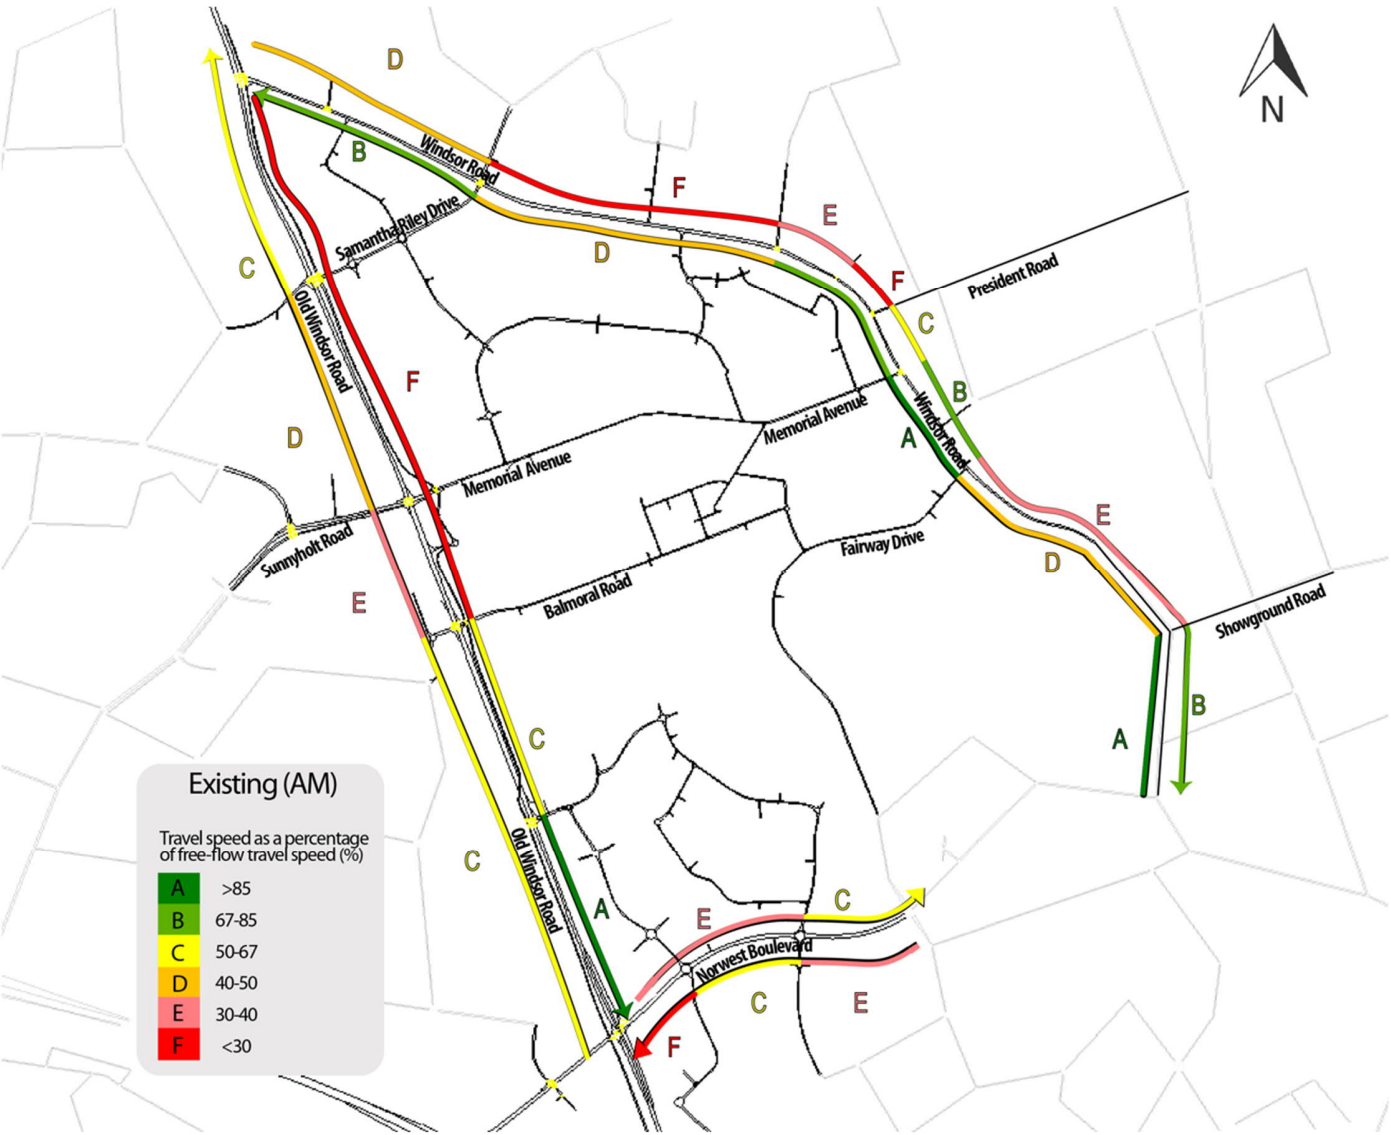 D
N
B
Windsor Road
F
E
Samantha Riley Drive
D
C
President Road
F
C
Old Windsor Road
F
B
Memorial Avenue
A
Windsor Road
D
Memorial Avenue
E
Sunnyholt Road
Fairway Drive
D
E
Balmoral Road
Showground Road
B
A
C
Existing (AM)
Travel speed as a percentage
of free-flow travel speed (%)
A >85
B 67-85
C 50-67
D 40-50
E 30-40
F <30
C
Old Windsor Road
A
E
C
Norwest Boulevard
C
E
F